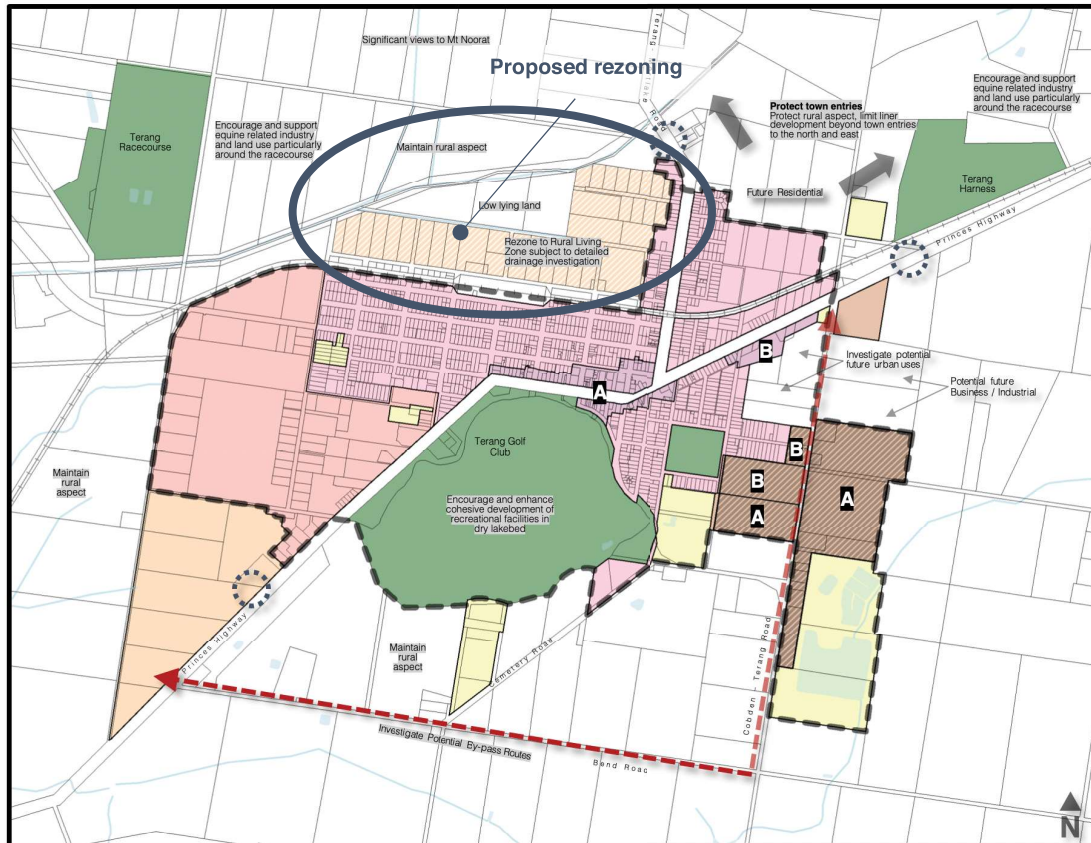 Significant views to Mt Noorat
Proposed rezoning
Terang
Road
Encourage and support
equine related industry
and land use particularly
around the racecourse
Protect town entries
Protect rural aspect, limit liner
development beyond town entries
to the north and east
Encourage and support
equine related industry
and land use particularly
around the racecourse
Terang
Racecourse
Maintain rural aspect
Terang
Harness
Future Residential
Low lying land
Princes Highway
Rezone to Rural Living
Zone subject to detailed
drainage investigation
B
Investigate potential
future urban uses
A
Potential future
Business / Industrial
Terang Golf
Club
B
Maintain
rural
aspect
B
A
Encourage and enhance
cohesive development of
recreational facilities in
dry lakebed
A
Princes Highway
Maintain
rural
aspect
Cemetery Road
Cobden - Terang Road
Investigate Potential By-pass Routes
Bend Road
N